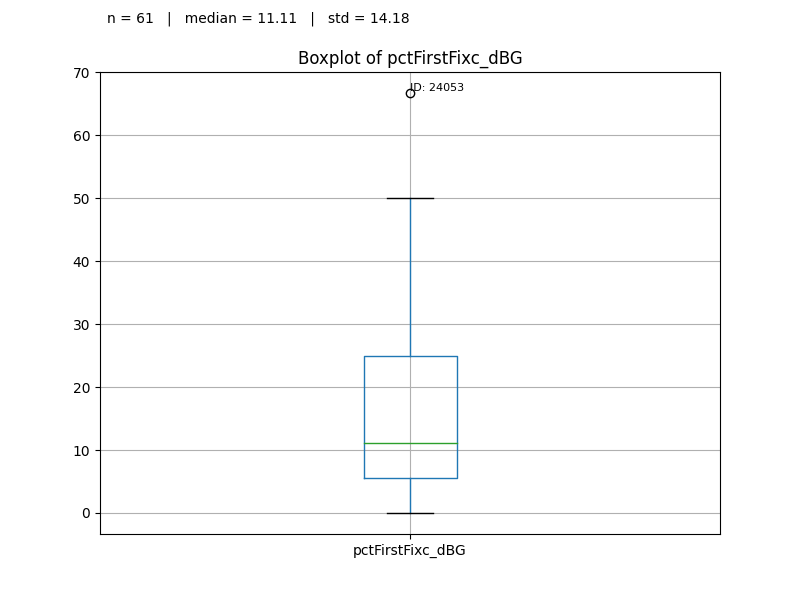 n = 61   |   median = 11.11   |   std = 14.18
Boxplot of pctFirstFixc_dBG
70
ID: 24053
60
50
40
30
20
10
0
pctFirstFixc_dBG